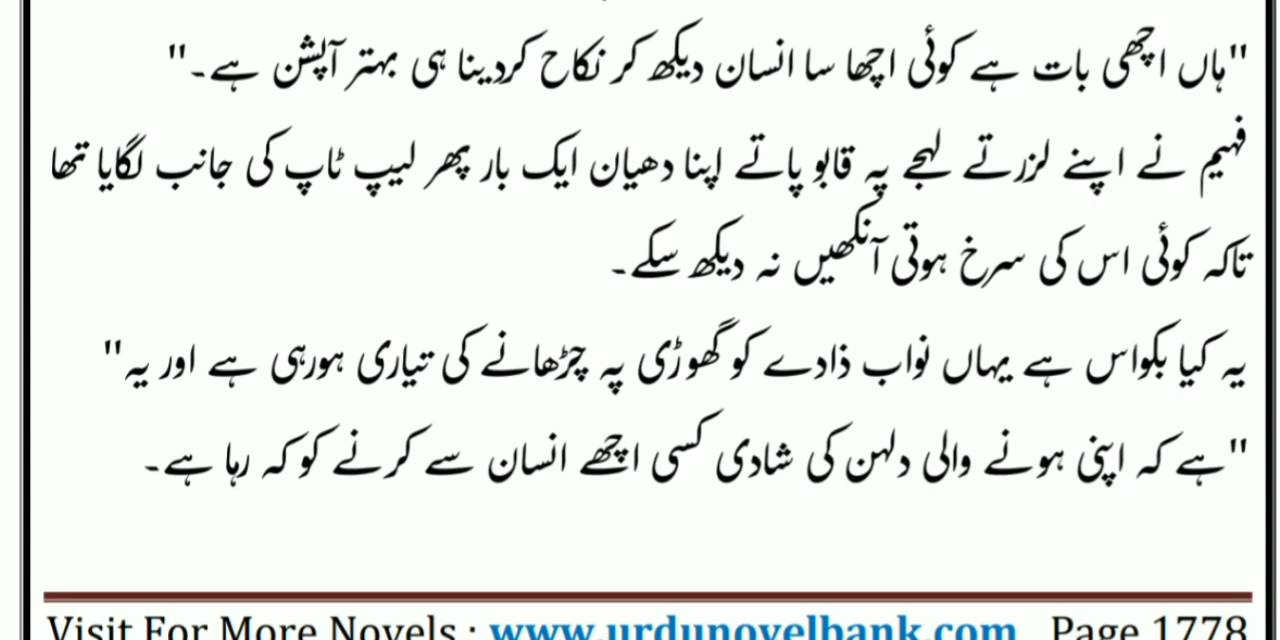 "ہاں اچھی بات ہے کوئی اچھا سا انسان دیکھ کر نکاح کردینا ہی بہتر آپشن ہے۔"
فہیم نے اپنے لرزتے لہجے پہ قابو پاتے اپنا دھیان ایک بار پھر لیپ ٹاپ کی جانب لگایا تھا
تاکہ کوئی اس کی سرخ ہوتی آنکھیں نہ دیکھ سکے۔
یہ کیا بکواس ہے یہاں نواب ذادے کو گھوڑی پہ چڑھانے کی تیاری ہورہی ہے اور یہ"
"ہے کہ اپنی ہونے والی دلہن کی شادی کسی اچھے انسان سے کرنے کو کہ رہا ہے۔
Visit For More Novels : www.urdunovelbank.com Page 1778